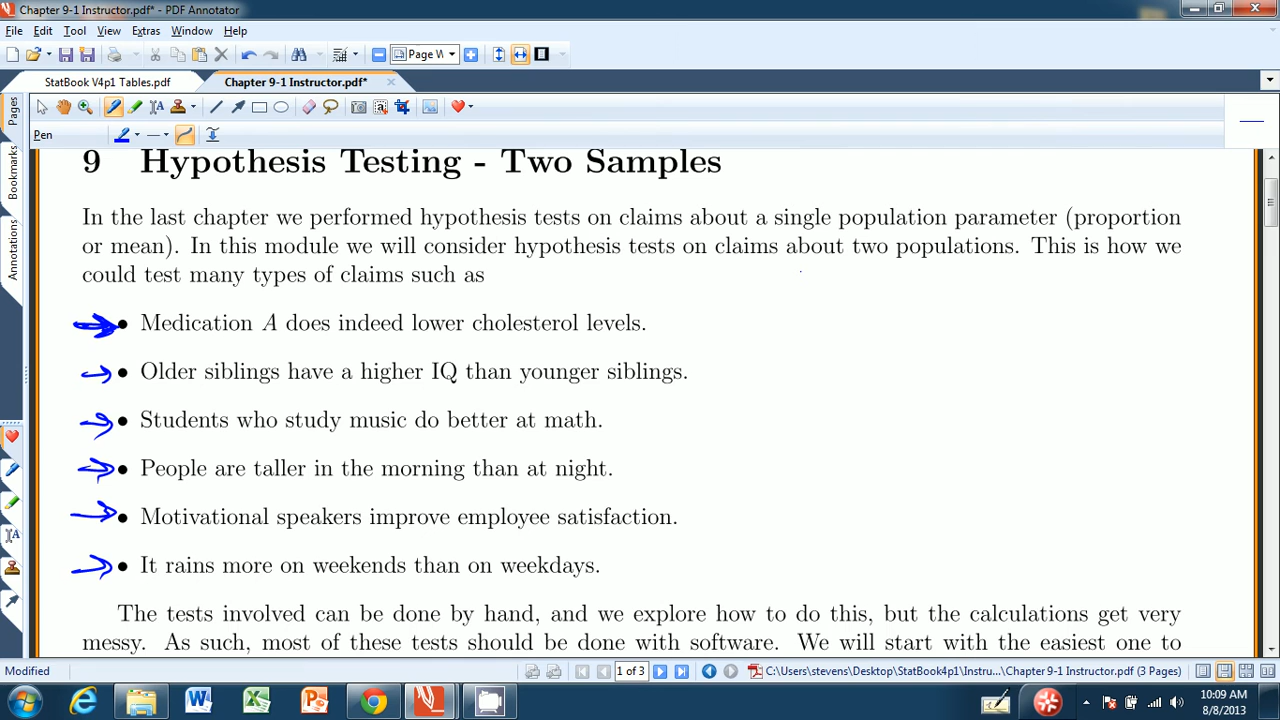 Chapter 9-1 Instructor.pdf* - PDF Annotator
File Edit Tool View Extras Window Help
Page W
StatBook V4p1 Tables.pdf Chapter 9-1 Instructor.pdf*
Pen
Pages
Bookmarks
Annotations
9 Hypothesis Testing - Two Samples
In the last chapter we performed hypothesis tests on claims about a single population parameter (proportion
or mean). In this module we will consider hypothesis tests on claims about two populations. This is how we
could test many types of claims such as
• Medication A does indeed lower cholesterol levels.
• Older siblings have a higher IQ than younger siblings.
• Students who study music do better at math.
• People are taller in the morning than at night.
• Motivational speakers improve employee satisfaction.
• It rains more on weekends than on weekdays.
The tests involved can be done by hand, and we explore how to do this, but the calculations get very
messy. As such, most of these tests should be done with software. We will start with the easiest one to
Modified 1 of 3 C:\Users\stevens\Desktop\StatBook4p1\Instru...\Chapter 9-1 Instructor.pdf (3 Pages)
10:09 AM
8/8/2013